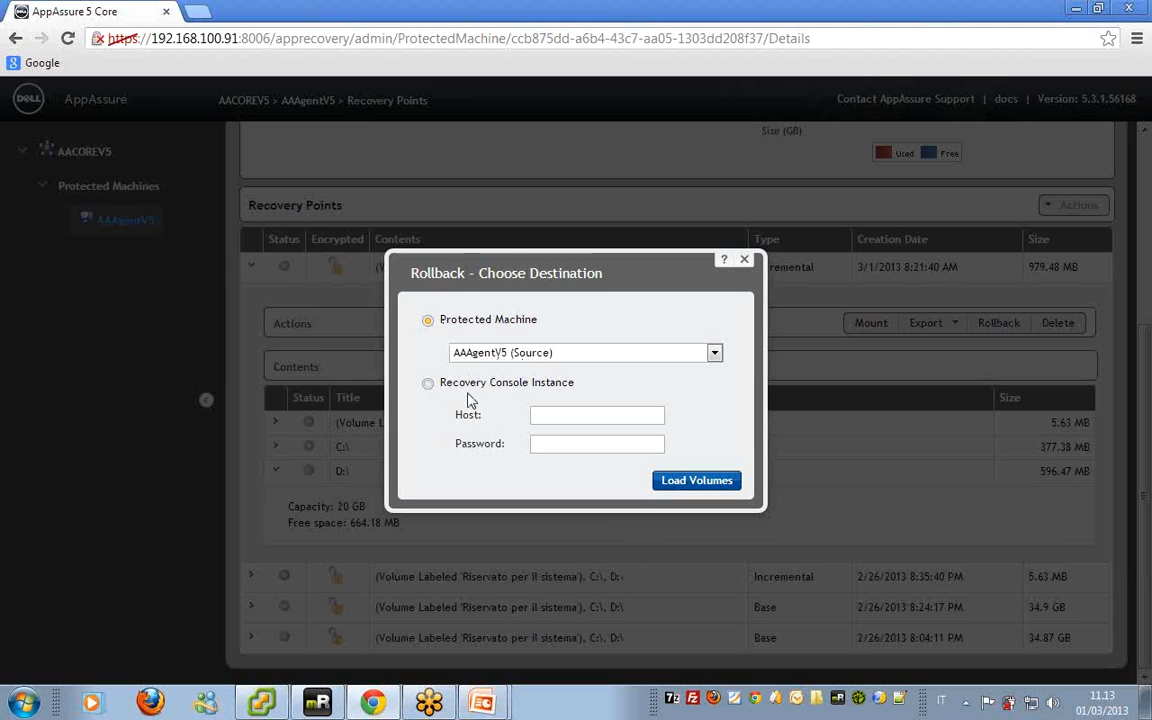 AppAssure 5 Core
https://192.168.100.91:8006/apprecovery/admin/ProtectedMachine/ccb875dd-a6b4-43c7-aa05-1303dd208f37/Details
Google
DELL AppAssure AACOREV5 > AAAgentV5 > Recovery Points Contact AppAssure Support | docs | Version: 5.3.1.56168
Size (GB)
Used Free
AACOREV5
Protected Machines
AAAgentV5
Recovery Points Actions
Status Encrypted Contents Type Creation Date Size
3/1/2013 8:21:40 AM 979.48 MB
Rollback - Choose Destination ?
Protected Machine
AAAgentV5 (Source)
Recovery Console Instance
Host:
Password:
Load Volumes
Actions Mount Export Rollback Delete
Contents
Status Title Size
(Volume 5.63 MB
C:\ 377.38 MB
D:\ 596.47 MB
Capacity: 20 GB
Free space: 664.18 MB
(Volume Labeled 'Riservato per il sistema'), C:\, D:\ Incremental 2/26/2013 8:35:40 PM 5.63 MB
(Volume Labeled 'Riservato per il sistema'), C:\, D:\ Base 2/26/2013 8:24:17 PM 34.9 GB
(Volume Labeled 'Riservato per il sistema'), C:\, D:\ Base 2/26/2013 8:04:11 PM 34.87 GB
mR
IT
11.13
01/03/2013